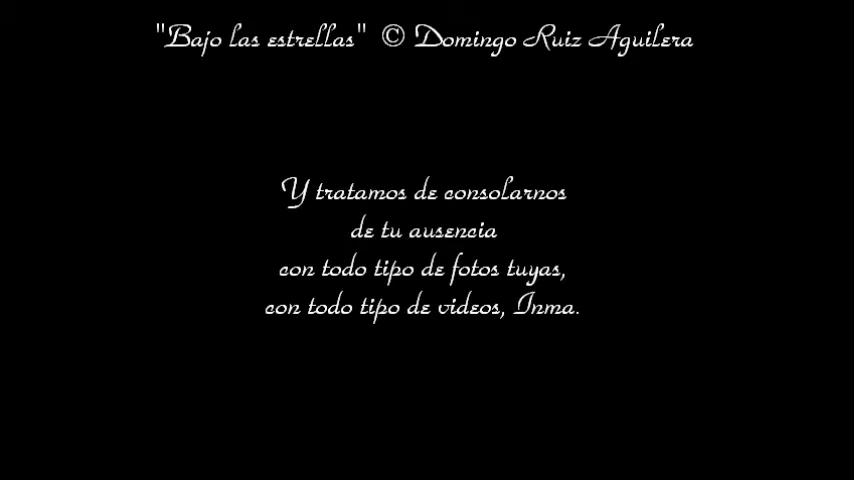 "Bajo las estrellas" © Domingo Ruiz Aguilera
Y tratamos de consolarnos
de tu ausencia
con todo tipo de fotos tuyas,
con todo tipo de videos, Inma.